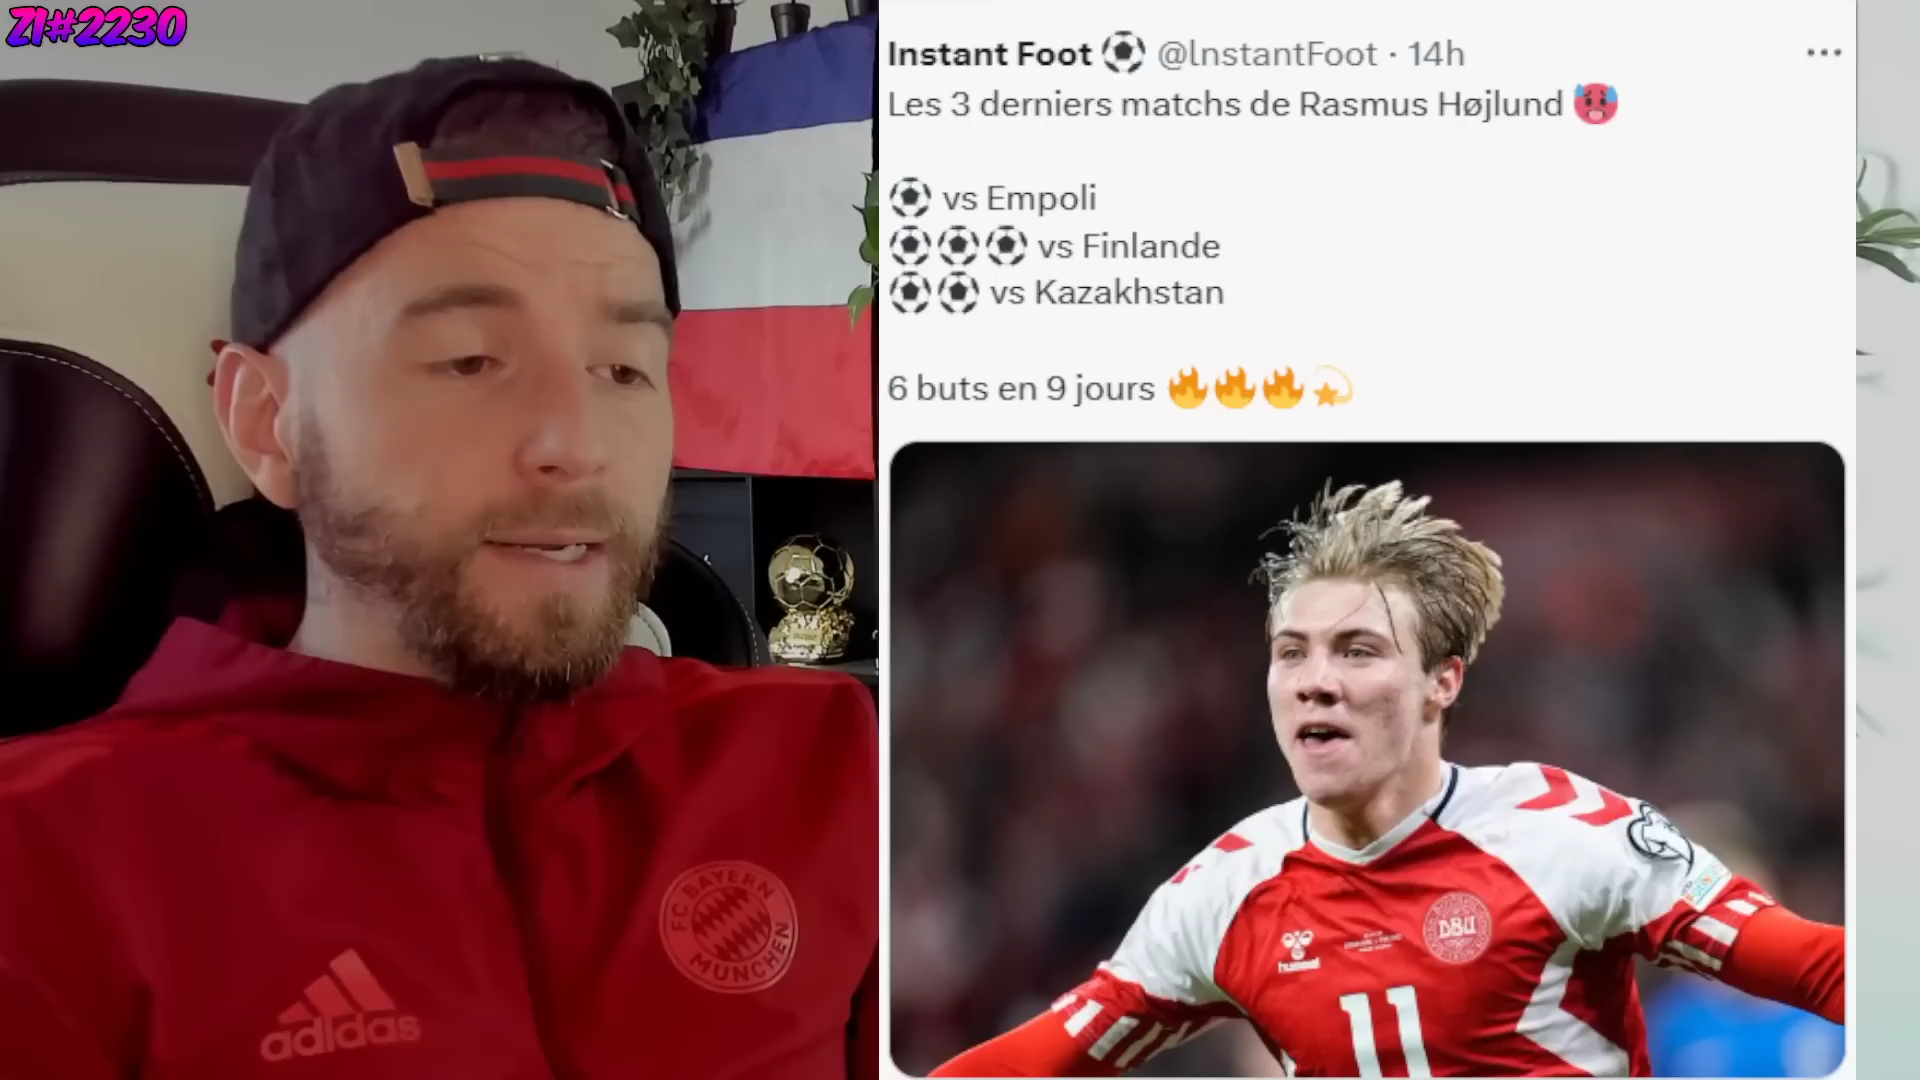 ZI#2230
Instant Foot ⚽ @lnstantFoot · 14h
Les 3 derniers matchs de Rasmus Højlund 🥵
⚽ vs Empoli
⚽⚽⚽ vs Finlande
⚽⚽ vs Kazakhstan
6 buts en 9 jours 🔥🔥🔥💫
FC BAYERN
MÜNCHEN
adidas
DBU
hummel
11